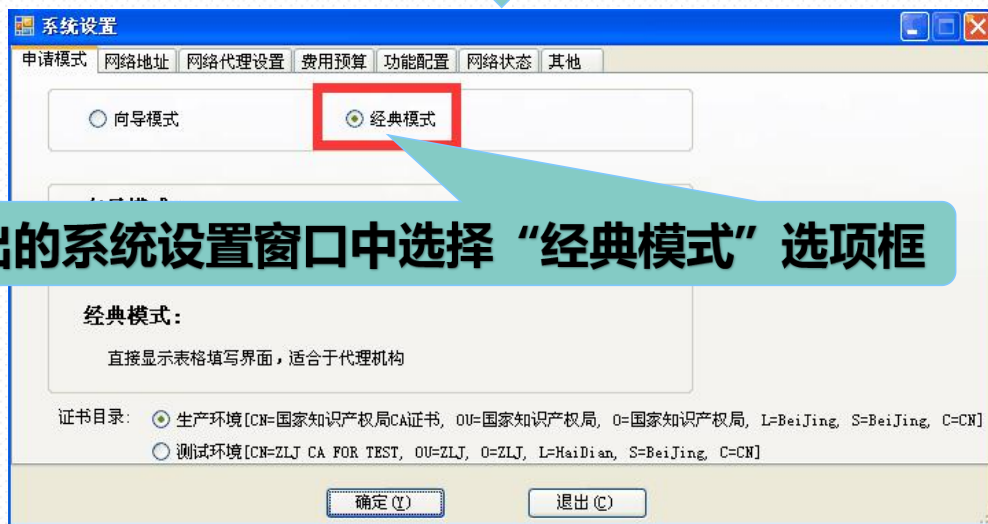 系统设置
申请模式 网络地址 网络代理设置 费用预算 功能配置 网络状态 其他
向导模式 经典模式
出的系统设置窗口中选择“经典模式”选项框
经典模式：
直接显示表格填写界面，适合于代理机构
证书目录: 生产环境[CN=国家知识产权局CA证书, OU=国家知识产权局, O=国家知识产权局, L=BeiJing, S=BeiJing, C=CN]
测试环境[CN=ZLJ CA FOR TEST, OU=ZLJ, O=ZLJ, L=HaiDian, S=BeiJing, C=CN]
确定(Y) 退出(C)